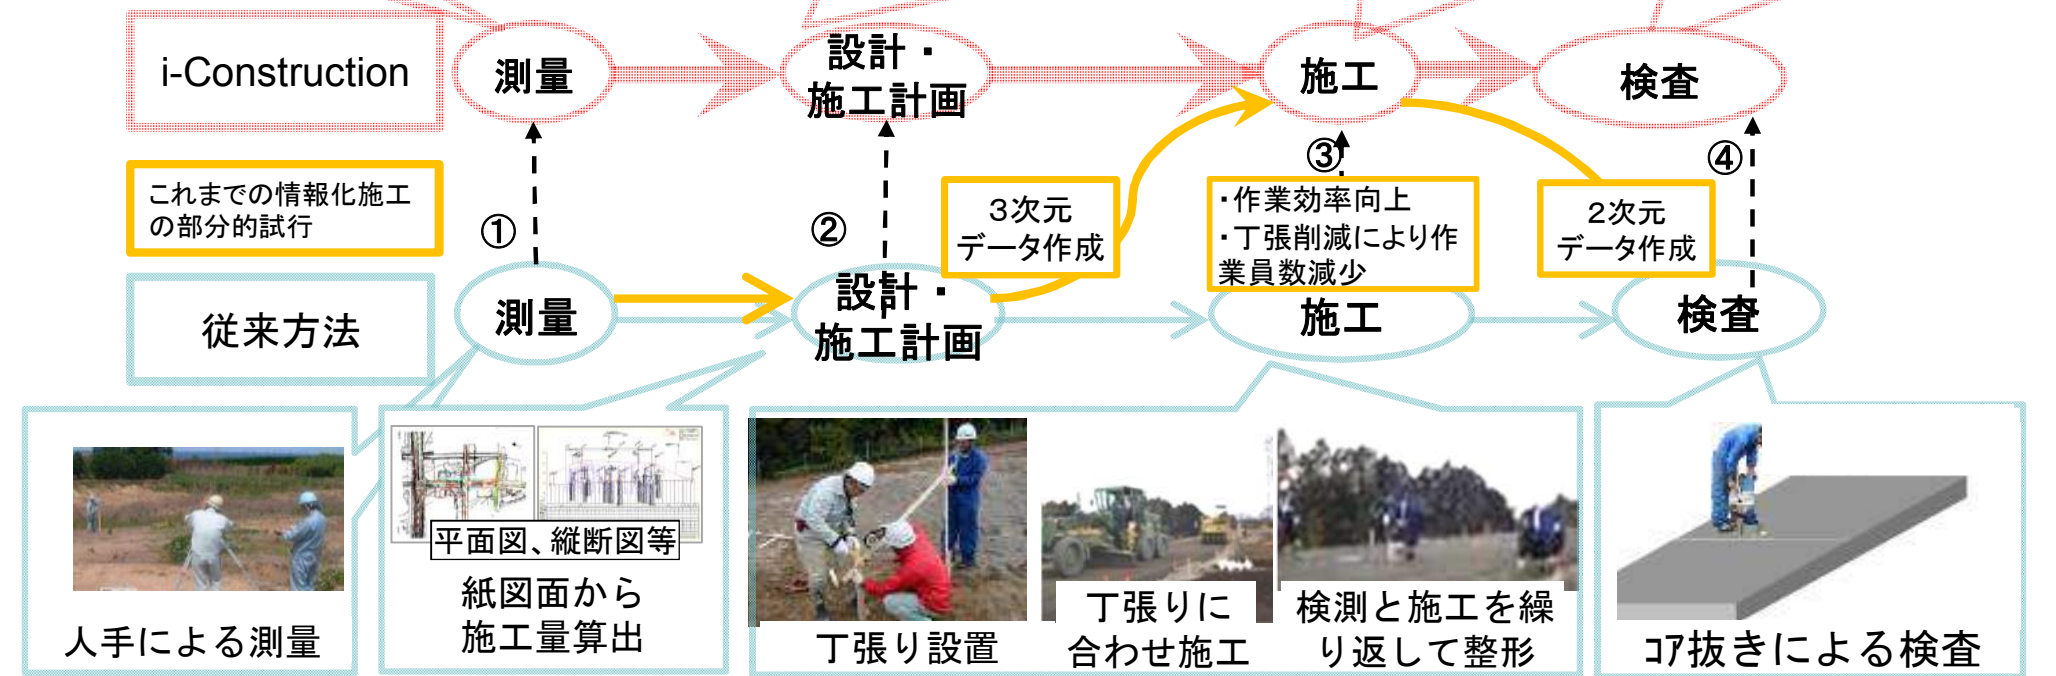 i-Construction
測量
設計・
施工計画
施工
検査
これまでの情報化施工
の部分的試行
①
②
３次元
データ作成
③
・作業効率向上
・丁張削減により作
業員数減少
２次元
データ作成
④
従来方法
測量
設計・
施工計画
施工
検査
人手による測量
平面図、縦断図等
紙図面から
施工量算出
丁張り設置
丁張りに
合わせ施工
検測と施工を繰
り返して整形
ｺｱ抜きによる検査